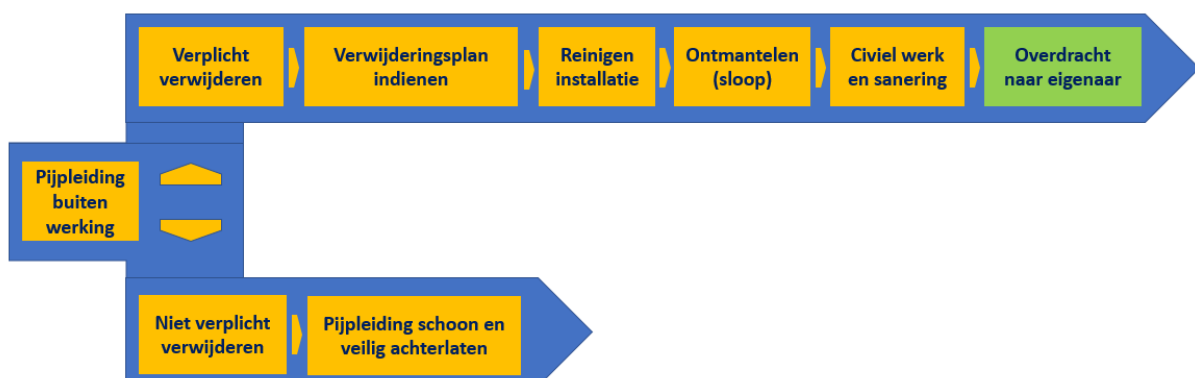 Verplicht
verwijderen
Verwijderingsplan
indienen
Reinigen
installatie
Ontmantelen
(sloop)
Civiel werk
en sanering
Overdracht
naar eigenaar
Pijpleiding
buiten
werking
Niet verplicht
verwijderen
Pijpleiding schoon en
veilig achterlaten